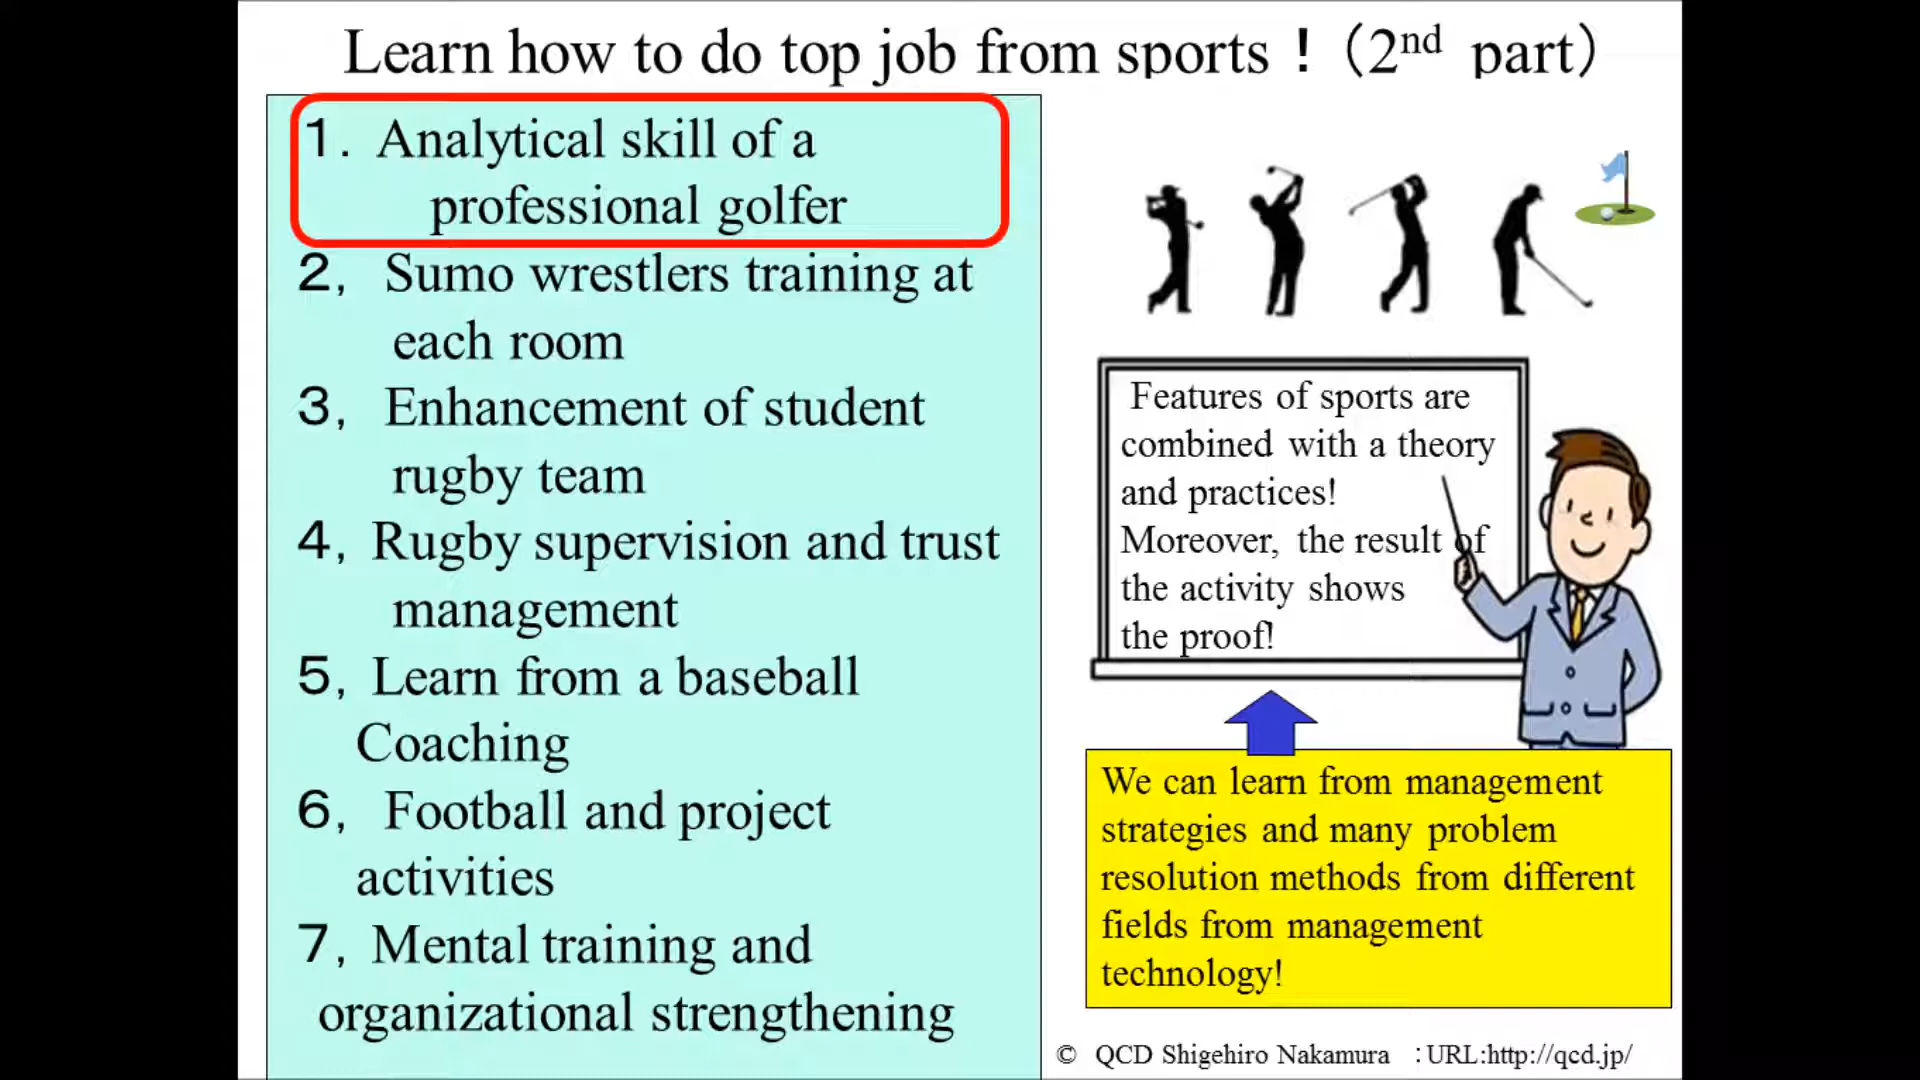 Learn how to do top job from sports！（2nd part）
1. Analytical skill of a
professional golfer
2, Sumo wrestlers training at
each room
3, Enhancement of student
rugby team
4, Rugby supervision and trust
management
5, Learn from a baseball
Coaching
6, Football and project
activities
7, Mental training and
organizational strengthening
Features of sports are
combined with a theory
and practices!
Moreover, the result of
the activity shows
the proof!
We can learn from management
strategies and many problem
resolution methods from different
fields from management
technology!
© QCD Shigehiro Nakamura ：URL:http://qcd.jp/